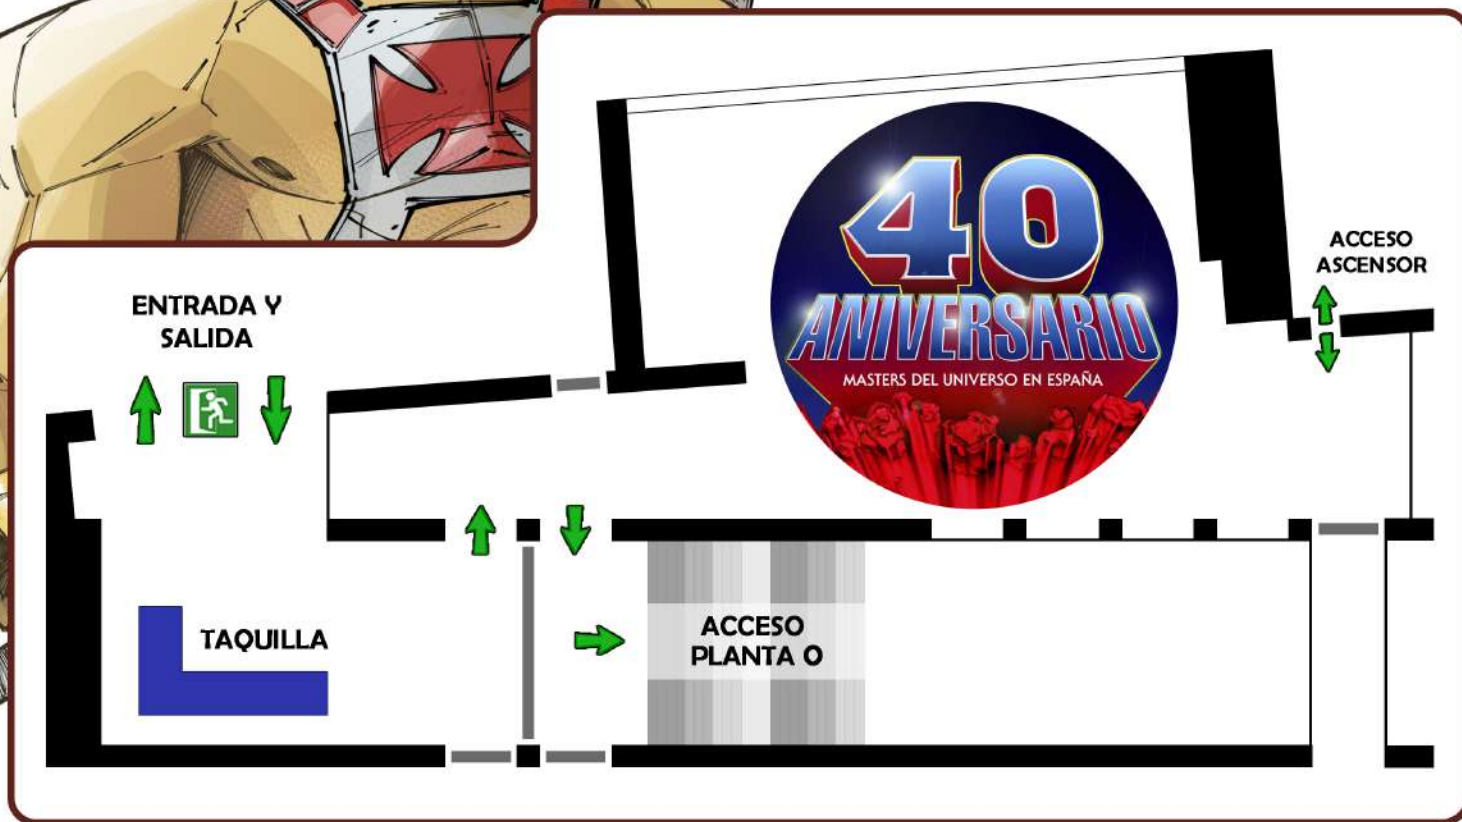 40
ANIVERSARIO
MASTERS DEL UNIVERSO EN ESPAÑA
ACCESO
ASCENSOR
ENTRADA Y
SALIDA
TAQUILLA
ACCESO
PLANTA 0